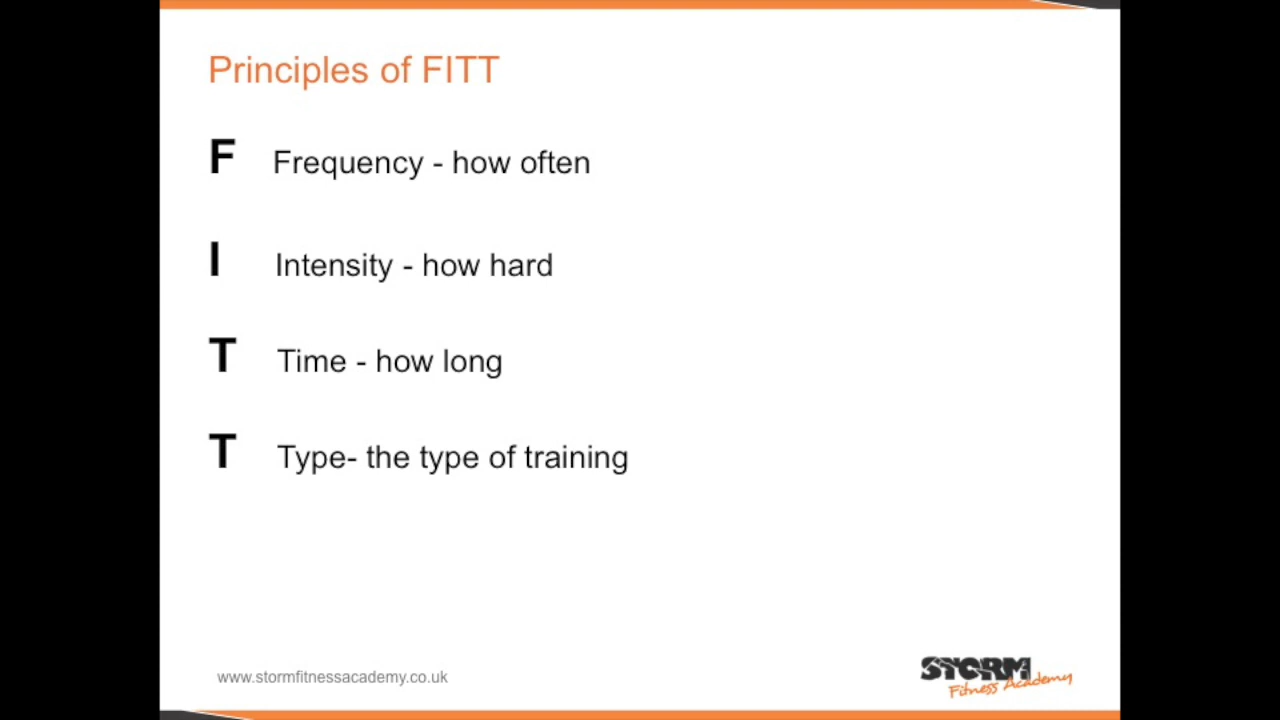 Principles of FITT
F Frequency - how often
I Intensity - how hard
T Time - how long
T Type- the type of training
www.stormfitnessacademy.co.uk
STORM
Fitness Academy